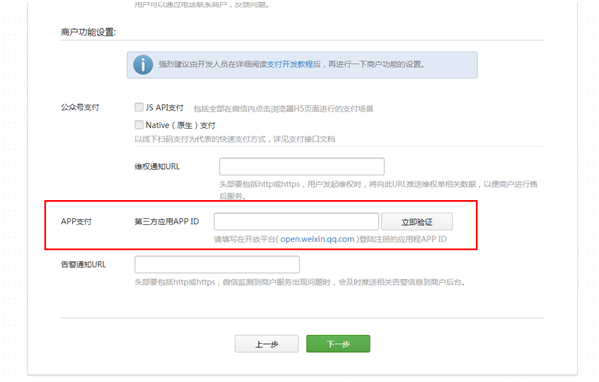 用户可以通过电话联系商户，反馈问题。
商户功能设置:
强烈建议由开发人员在详细阅读支付开发教程后，再进行一下商户功能的设置。
公众号支付 JS API支付 包括全部在微信内点击浏览器H5页面进行的支付场景
Native（原生）支付
以线下扫码支付为代表的快速支付方式，详见支付接口文档
维权通知URL
头部要包括http或https，用户发起维权时，将向此URL推送维权单相关数据，以便商户进行售
后服务。
APP支付 第三方应用APP ID 立即验证
请填写在开放平台( open.weixin.qq.com )登陆注册的应用程APP ID
告警通知URL
头部要包括http或https，微信监测到商户服务出现问题时，会及时推送相关告警信息到商户后台。
上一步 下一步